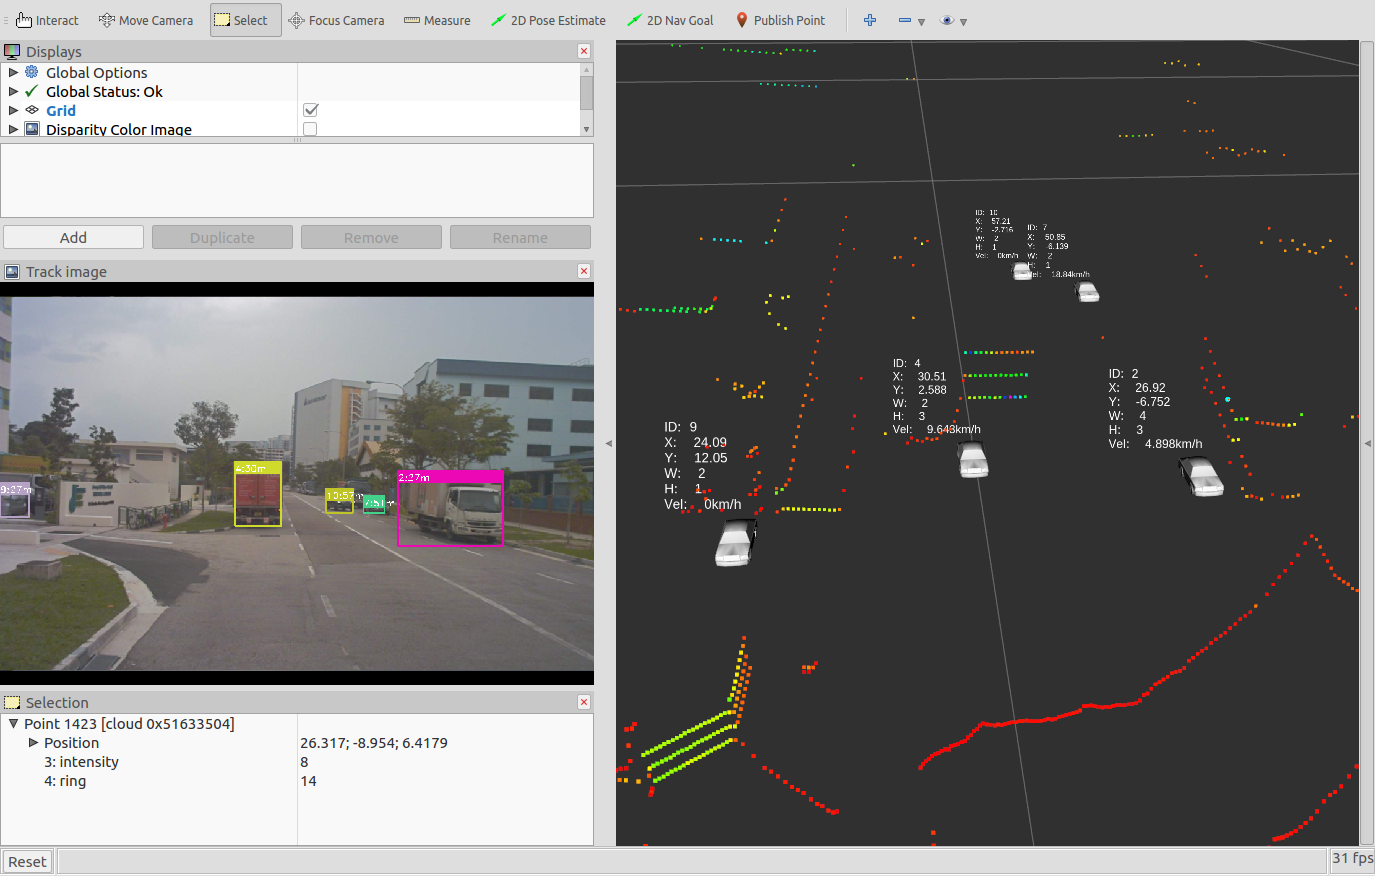 Interact
Move Camera
Select
Focus Camera
Measure
2D Pose Estimate
2D Nav Goal
Publish Point
Displays
Global Options
Global Status: Ok
Grid
Disparity Color Image
Add
Duplicate
Remove
Rename
Track image
9:27m
4:30m
10:57m
7:51m
2:27m
Selection
Point 1423 [cloud 0x51633504]
Position 26.317; -8.954; 6.4179
3: intensity 8
4: ring 14
ID: 10
X: 57.21
Y: -2.716
W: 2
H: 1
Vel: 0km/h
ID: 7
X: 50.85
Y: -6.139
W: 2
H: 1
Vel: 18.84km/h
ID: 4
X: 30.51
Y: 2.588
W: 2
H: 3
Vel: 9.643km/h
ID: 2
X: 26.92
Y: -6.752
W: 4
H: 3
Vel: 4.898km/h
ID: 9
X: 24.09
Y: 12.05
W: 2
H: 1
Vel: 0km/h
Reset
31 fps